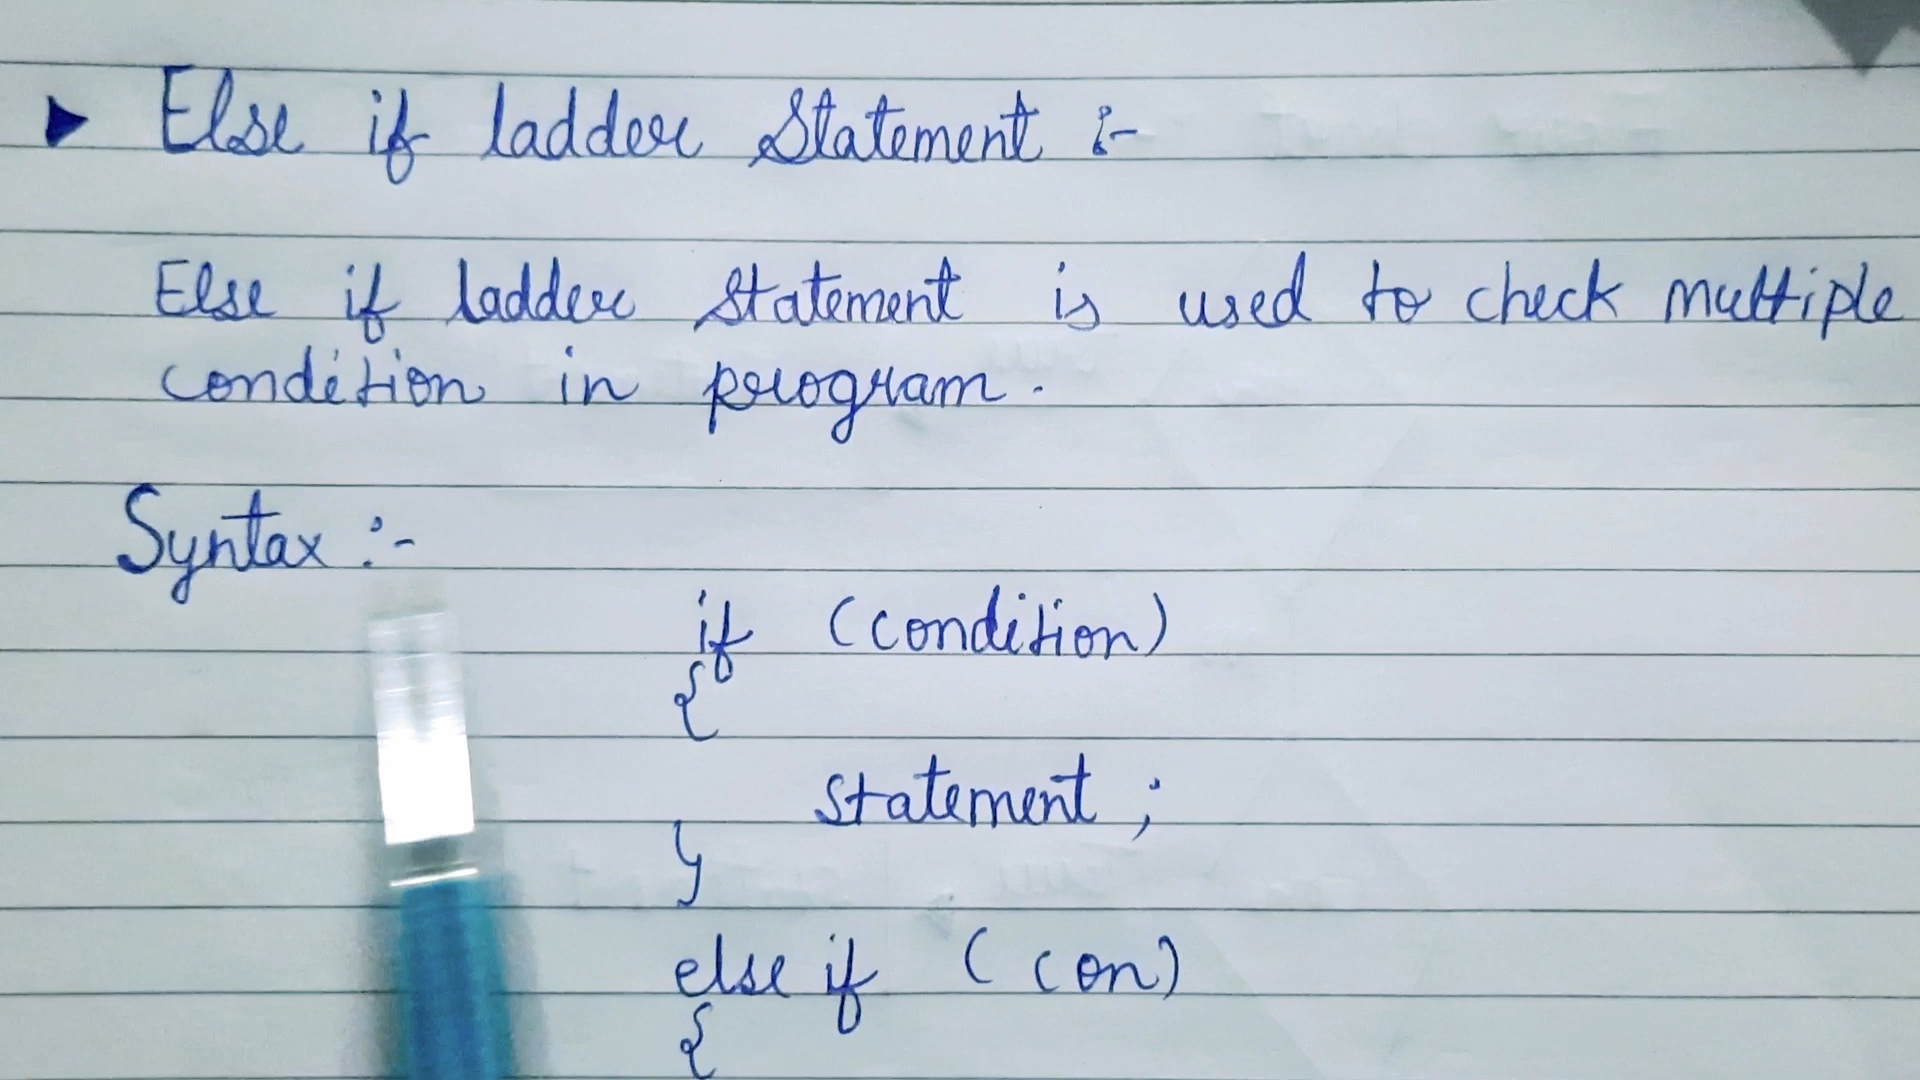 ▶ Else if ladder Statement :-
Else if ladder statement is used to check multiple
condition in program.
Syntax :-
if (condition)
{
statement ;
}
else if ( con)
{